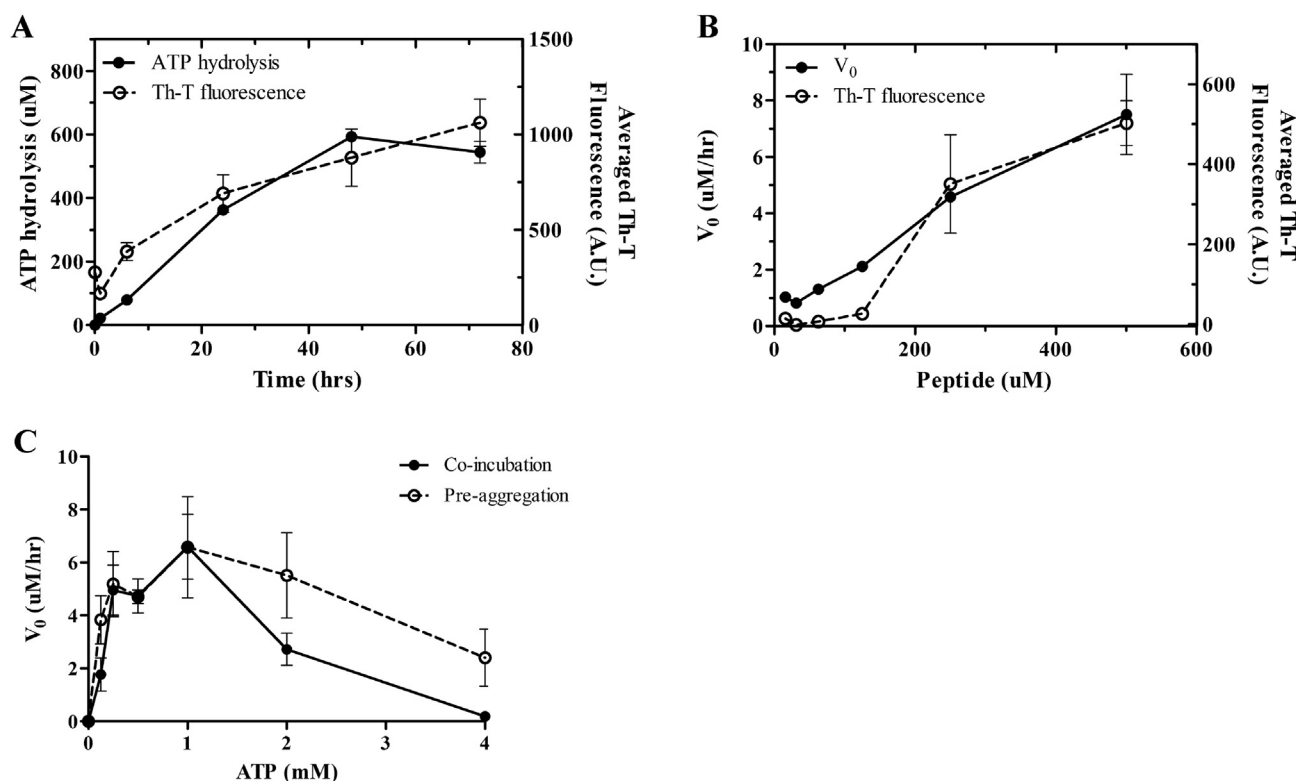 A
ATP hydrolysis
Th-T fluorescence
ATP hydrolysis (uM)
900
800
600
400
200
0
1500
1000
500
0
Averaged Th-T
Fluorescence (A.U.)
0
20
40
60
80
Time (hrs)
B
V0
Th-T fluorescence
V0 (uM/hr)
10
8
6
4
2
0
600
400
200
0
Averaged Th-T
Fluorescence
(A.U.)
0
200
400
600
Peptide (uM)
C
Co-incubation
Pre-aggregation
V0 (uM/hr)
10
8
6
4
2
0
0
1
2
3
4
ATP (mM)